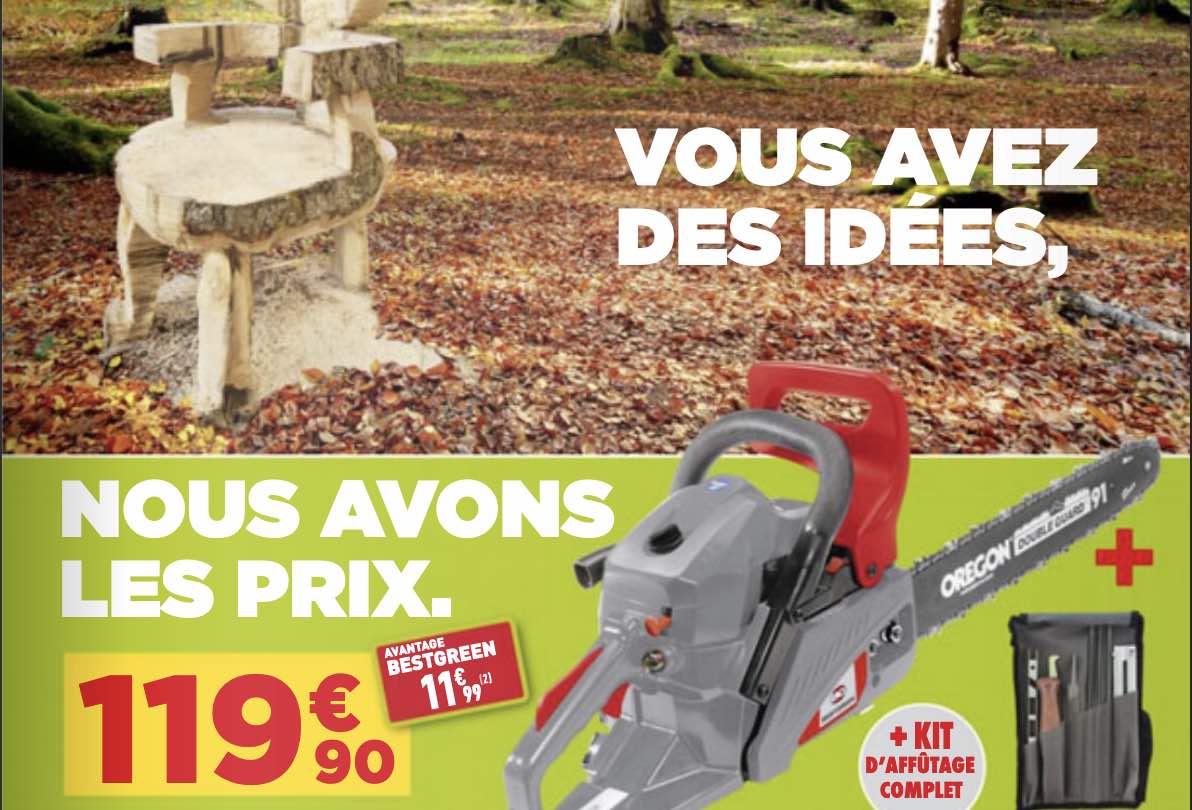 VOUS AVEZ
DES IDÉES,
NOUS AVONS
LES PRIX.
AVANTAGE
BESTGREEN
11€99 (2)
119€90
OREGON
DOUBLE GUARD 91
+
+ KIT
D'AFFÛTAGE
COMPLET